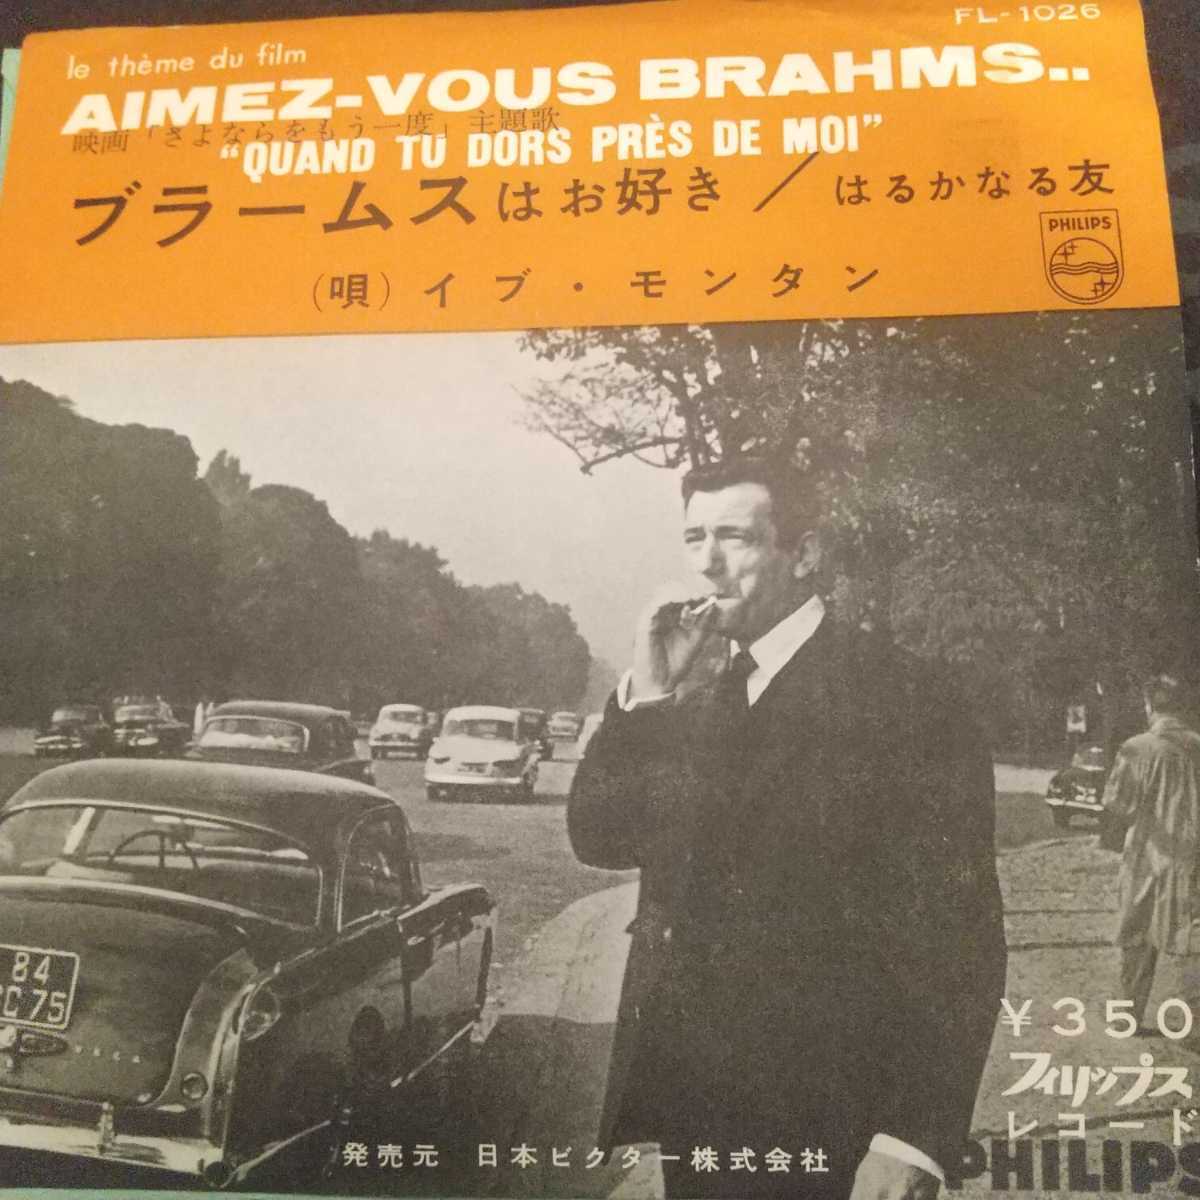 FL-1026
le thème du film
AIMEZ-VOUS BRAHMS..
映画「さよならをもう一度」主題歌
“QUAND TU DORS PRÈS DE MOI”
ブラームスはお好き / はるかなる友
PHILIPS
(唄) イブ・モンタン
84
C 75
¥350
フィリップス
レコード
PHILIPS
発売元 日本ビクター株式会社